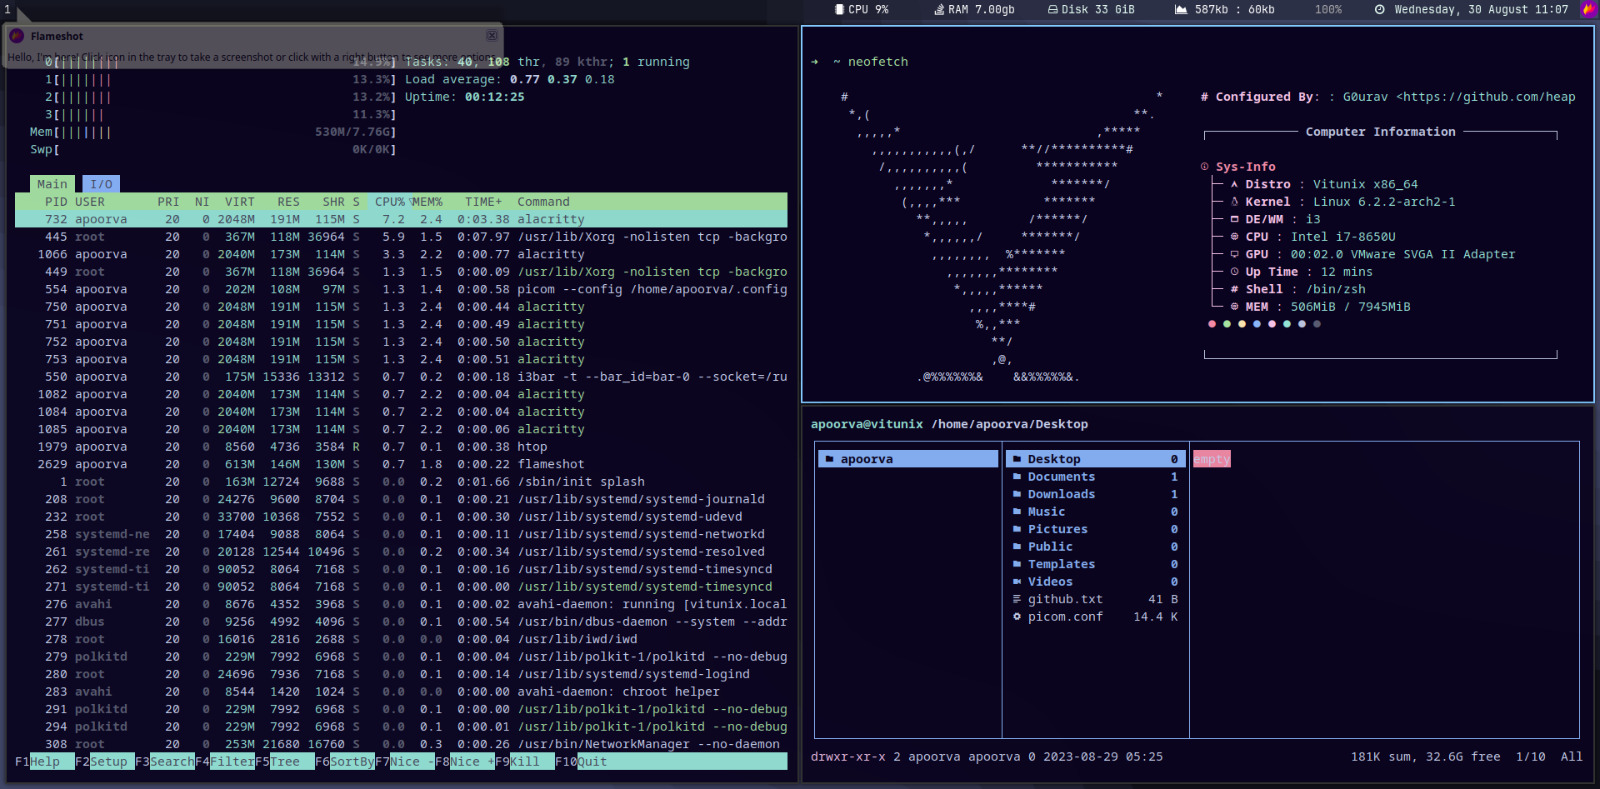 1
CPU 9% RAM 7.00gb Disk 33 GiB 587kb : 60kb 100% Wednesday, 30 August 11:07
Flameshot
Hello, I'm here! Click icon in the tray to take a screenshot or click with a right button to see more options.
0[||||||| 14.9%] Tasks: 40, 108 thr, 89 kthr; 1 running
1[||||||| 13.3%] Load average: 0.77 0.37 0.18
2[||||||| 13.2%] Uptime: 00:12:25
3[|||||| 11.3%]
Mem[||||||| 530M/7.76G]
Swp[ 0K/0K]
Main I/O
PID USER PRI NI VIRT RES SHR S CPU%▽MEM% TIME+ Command
732 apoorva 20 0 2048M 191M 115M S 7.2 2.4 0:03.38 alacritty
445 root 20 0 367M 118M 36964 S 5.9 1.5 0:07.97 /usr/lib/Xorg -nolisten tcp -backgro
1066 apoorva 20 0 2040M 173M 114M S 3.3 2.2 0:00.77 alacritty
449 root 20 0 367M 118M 36964 S 1.3 1.5 0:00.09 /usr/lib/Xorg -nolisten tcp -backgro
554 apoorva 20 0 202M 108M 97M S 1.3 1.4 0:00.58 picom --config /home/apoorva/.config
750 apoorva 20 0 2048M 191M 115M S 1.3 2.4 0:00.44 alacritty
751 apoorva 20 0 2048M 191M 115M S 1.3 2.4 0:00.49 alacritty
752 apoorva 20 0 2048M 191M 115M S 1.3 2.4 0:00.50 alacritty
753 apoorva 20 0 2048M 191M 115M S 1.3 2.4 0:00.51 alacritty
550 apoorva 20 0 175M 15336 13312 S 0.7 0.2 0:00.18 i3bar -t --bar_id=bar-0 --socket=/ru
1082 apoorva 20 0 2040M 173M 114M S 0.7 2.2 0:00.04 alacritty
1084 apoorva 20 0 2040M 173M 114M S 0.7 2.2 0:00.04 alacritty
1085 apoorva 20 0 2040M 173M 114M S 0.7 2.2 0:00.06 alacritty
1979 apoorva 20 0 8560 4736 3584 R 0.7 0.1 0:00.38 htop
2629 apoorva 20 0 613M 146M 130M S 0.7 1.8 0:00.22 flameshot
1 root 20 0 163M 12724 9688 S 0.0 0.2 0:01.66 /sbin/init splash
208 root 20 0 24276 9600 8704 S 0.0 0.1 0:00.21 /usr/lib/systemd/systemd-journald
232 root 20 0 33700 10368 7552 S 0.0 0.1 0:00.30 /usr/lib/systemd/systemd-udevd
258 systemd-ne 20 0 17404 9088 8064 S 0.0 0.1 0:00.11 /usr/lib/systemd/systemd-networkd
261 systemd-re 20 0 20128 12544 10496 S 0.0 0.2 0:00.34 /usr/lib/systemd/systemd-resolved
262 systemd-ti 20 0 90052 8064 7168 S 0.0 0.1 0:00.16 /usr/lib/systemd/systemd-timesyncd
271 systemd-ti 20 0 90052 8064 7168 S 0.0 0.1 0:00.00 /usr/lib/systemd/systemd-timesyncd
276 avahi 20 0 8676 4352 3968 S 0.0 0.1 0:00.02 avahi-daemon: running [vitunix.local
277 dbus 20 0 9256 4992 4096 S 0.0 0.1 0:00.54 /usr/bin/dbus-daemon --system --addr
278 root 20 0 16016 2816 2688 S 0.0 0.0 0:00.04 /usr/lib/iwd/iwd
279 polkitd 20 0 229M 7992 6968 S 0.0 0.1 0:00.04 /usr/lib/polkit-1/polkitd --no-debug
280 root 20 0 24696 7936 7168 S 0.0 0.1 0:00.14 /usr/lib/systemd/systemd-logind
283 avahi 20 0 8544 1420 1024 S 0.0 0.0 0:00.00 avahi-daemon: chroot helper
291 polkitd 20 0 229M 7992 6968 S 0.0 0.1 0:00.00 /usr/lib/polkit-1/polkitd --no-debug
294 polkitd 20 0 229M 7992 6968 S 0.0 0.1 0:00.01 /usr/lib/polkit-1/polkitd --no-debug
308 root 20 0 253M 21680 16760 S 0.0 0.3 0:00.26 /usr/bin/NetworkManager --no-daemon
F1Help F2Setup F3SearchF4FilterF5Tree F6SortByF7Nice -F8Nice +F9Kill F10Quit
➜ ~ neofetch
# *
*,( **.
,,,,,* ,*****
,,,,,,,,,,,(,/ **//**********#
/,,,,,,,,,,( ***********
,,,,,,,* *******/
(,,,,*** *******
**,,,,, /******/
*,,,,,,/ *******/
,,,,,,,, %*******
,,,,,,,********
*,,,,,******
,,,,****#
%,,***
**/
,@,
.@%%%%%%& &&%%%%%&.
# Configured By: : G0urav <https://github.com/heap
Computer Information
Sys-Info
Distro : Vitunix x86_64
Kernel : Linux 6.2.2-arch2-1
DE/WM : i3
CPU : Intel i7-8650U
GPU : 00:02.0 VMware SVGA II Adapter
Up Time : 12 mins
# Shell : /bin/zsh
MEM : 506MiB / 7945MiB
apoorva@vitunix /home/apoorva/Desktop
apoorva
Desktop 0
Documents 1
Downloads 1
Music 0
Pictures 0
Public 0
Templates 0
Videos 0
github.txt 41 B
picom.conf 14.4 K
empty
drwxr-xr-x 2 apoorva apoorva 0 2023-08-29 05:25 181K sum, 32.6G free 1/10 All